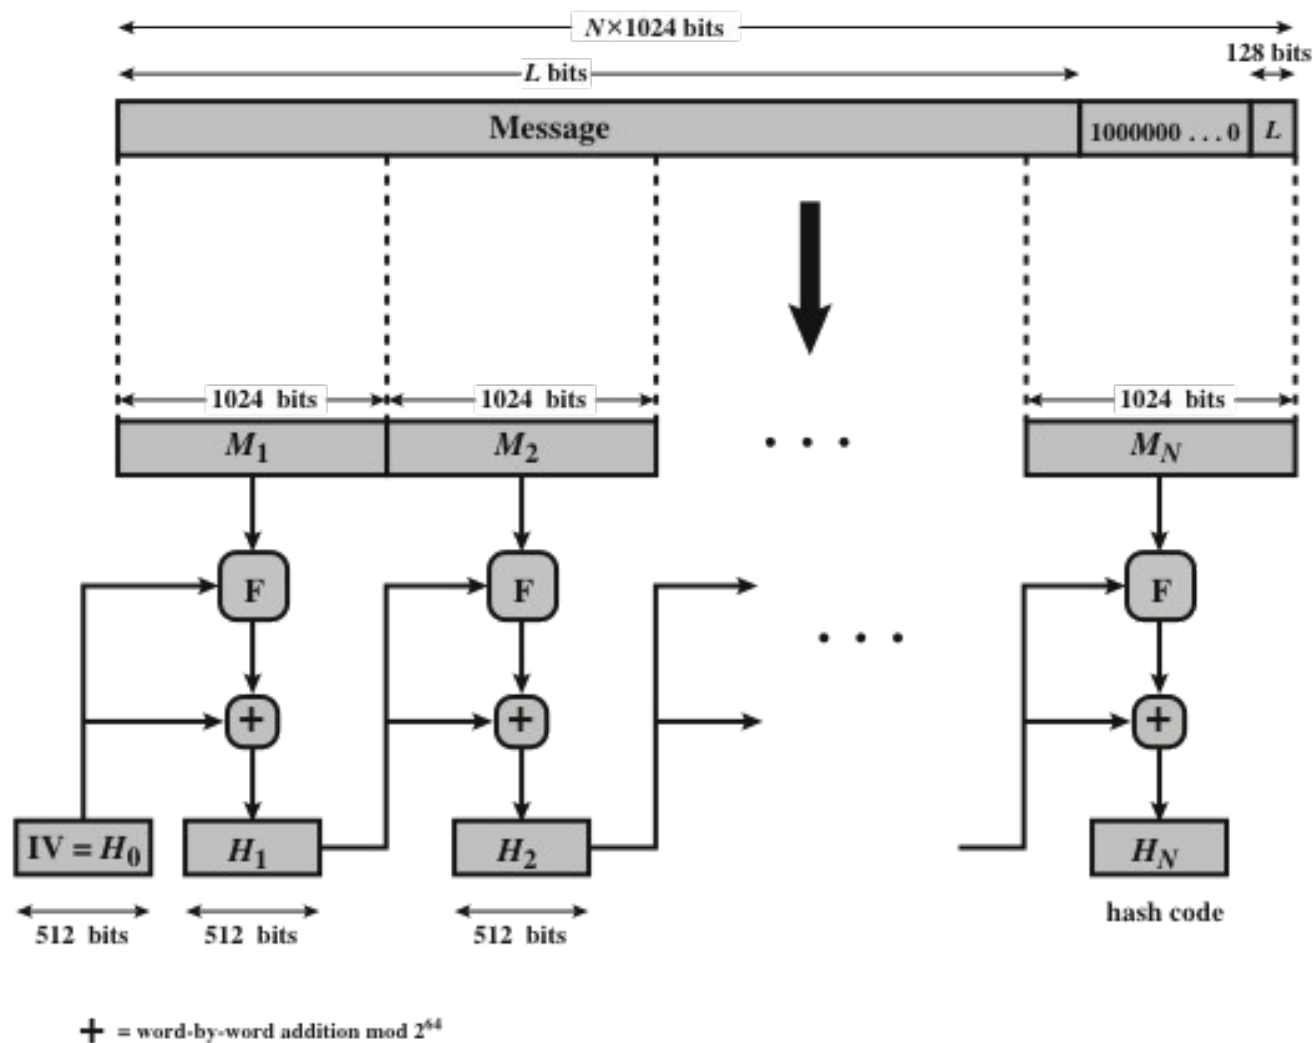 N×1024 bits
L bits
128 bits
Message
1000000 . . . 0
L
1024 bits
1024 bits
1024 bits
M1
M2
• • •
MN
F
F
F
• • •
+
+
+
IV = H0
H1
H2
HN
512 bits
512 bits
512 bits
hash code
+ = word-by-word addition mod 2^64